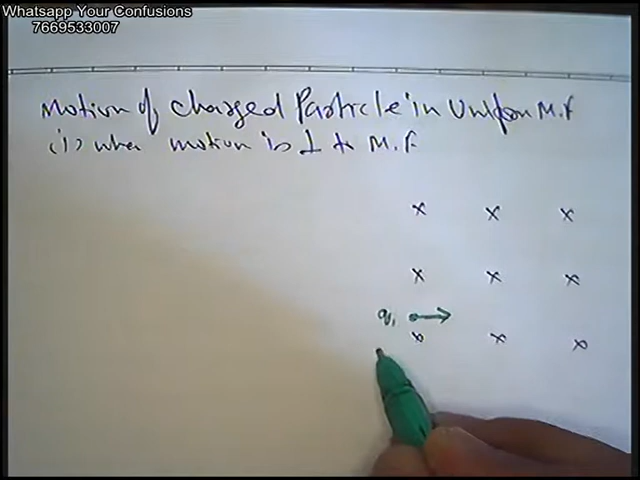 Whatsapp Your Confusions
7669533007
Motion of Charged Particle in Uniform M.F
(i) when motion is ⊥ to M.F.
x x x
x x x
q,
x x x